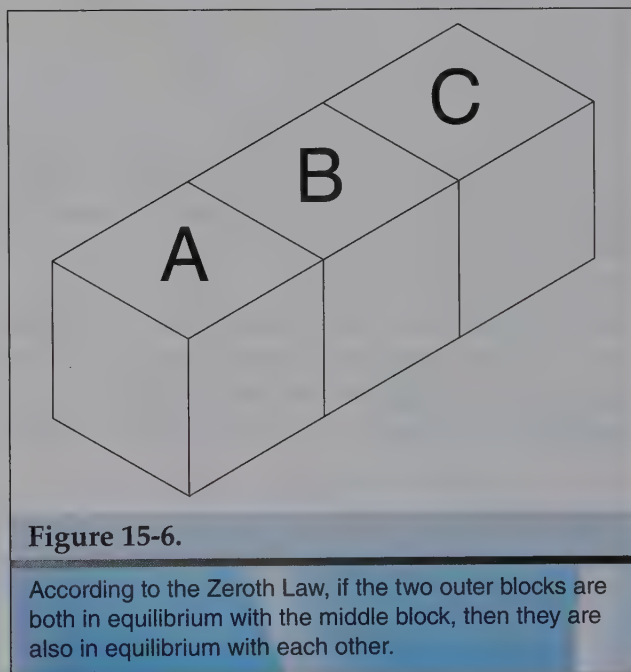 A
B
C
Figure 15-6.
According to the Zeroth Law, if the two outer blocks are
both in equilibrium with the middle block, then they are
also in equilibrium with each other.